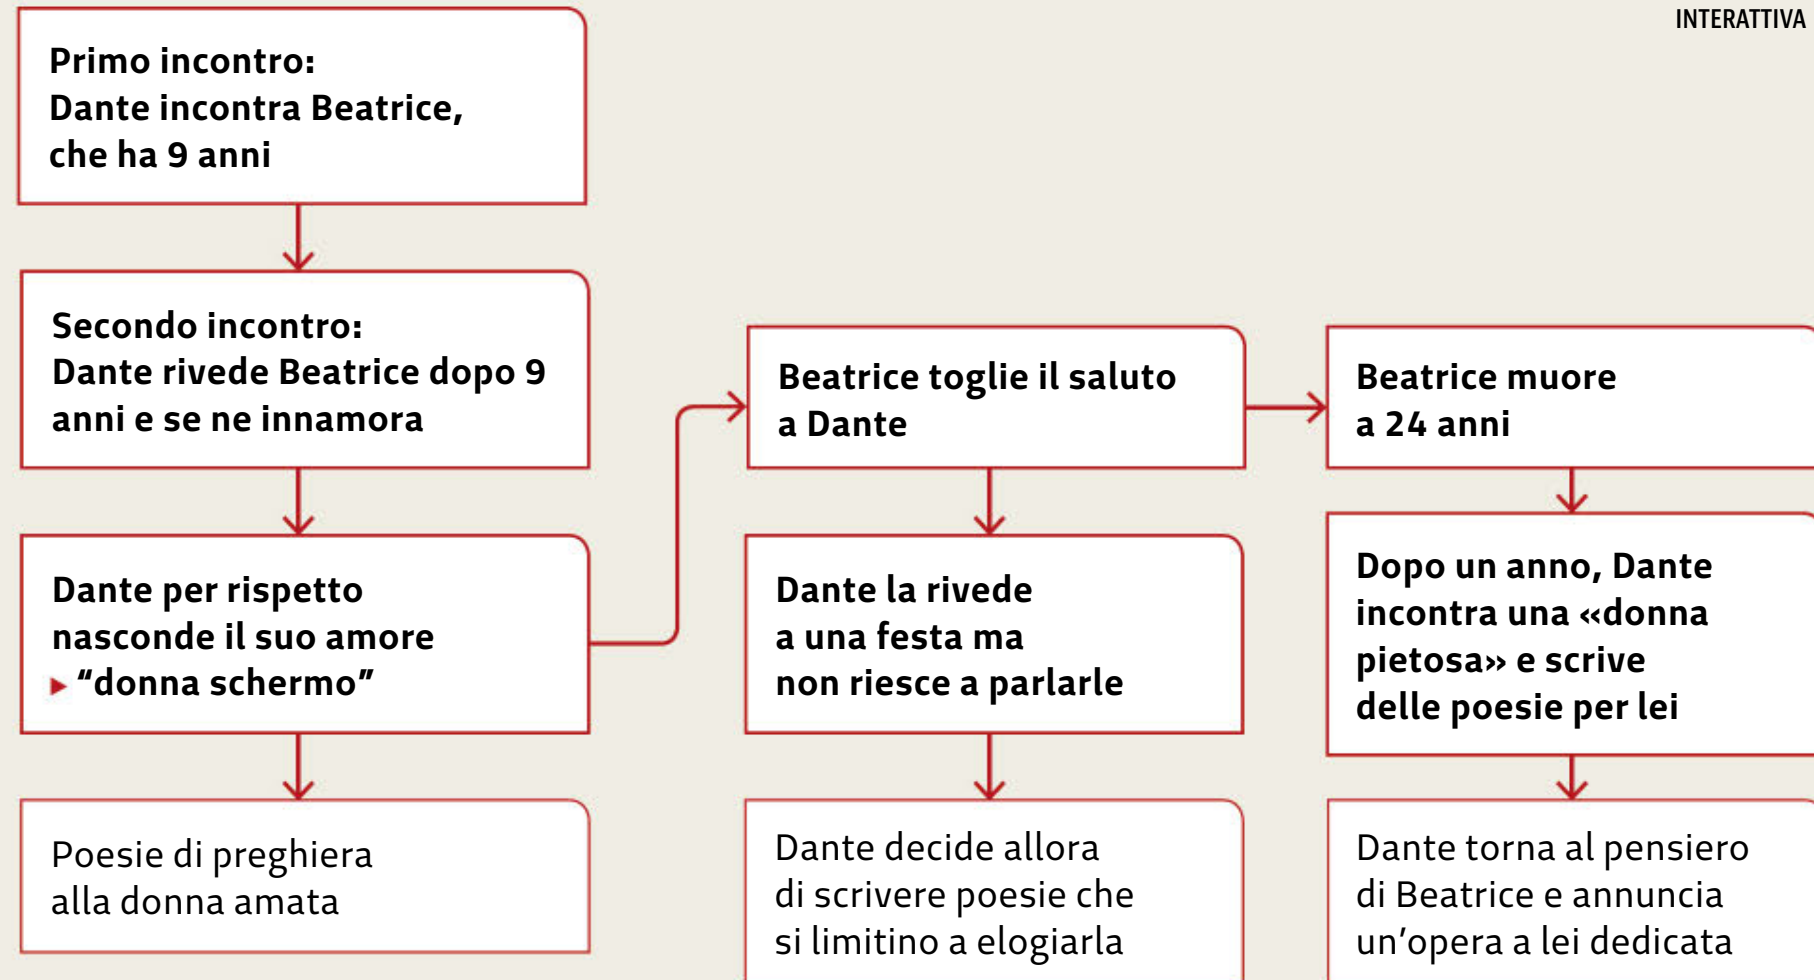 INTERATTIVA
Primo incontro:
Dante incontra Beatrice,
che ha 9 anni
Secondo incontro:
Dante rivede Beatrice dopo 9
anni e se ne innamora
Dante per rispetto
nasconde il suo amore
▸ “donna schermo”
Poesie di preghiera
alla donna amata
Beatrice toglie il saluto
a Dante
Dante la rivede
a una festa ma
non riesce a parlarle
Dante decide allora
di scrivere poesie che
si limitino a elogiarla
Beatrice muore
a 24 anni
Dopo un anno, Dante
incontra una «donna
pietosa» e scrive
delle poesie per lei
Dante torna al pensiero
di Beatrice e annuncia
un’opera a lei dedicata